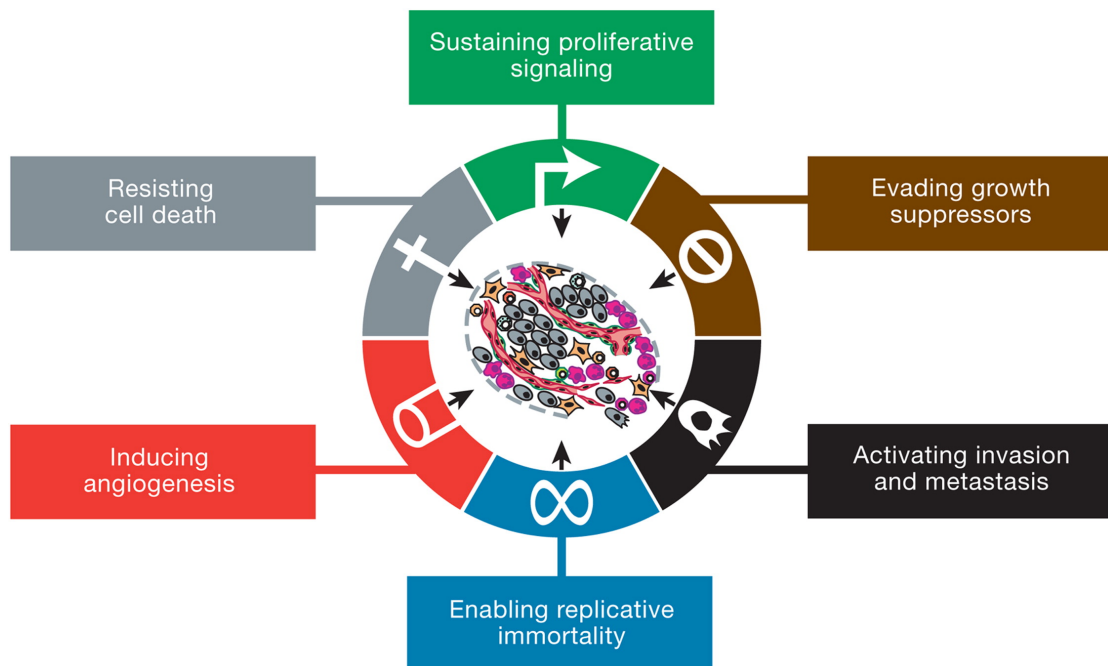 Sustaining proliferative
signaling
Resisting
cell death
Evading growth
suppressors
Inducing
angiogenesis
Activating invasion
and metastasis
Enabling replicative
immortality